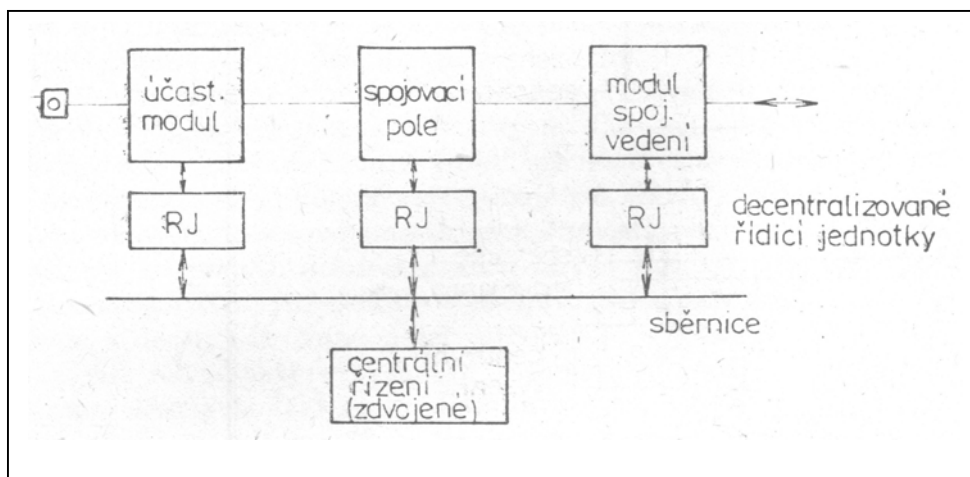 účast.
modul
spojovací
pole
modul
spoj.
vedení
RJ
RJ
RJ
decentralizované
řídicí jednotky
sběrnice
centrální
řízení
(zdvojené)